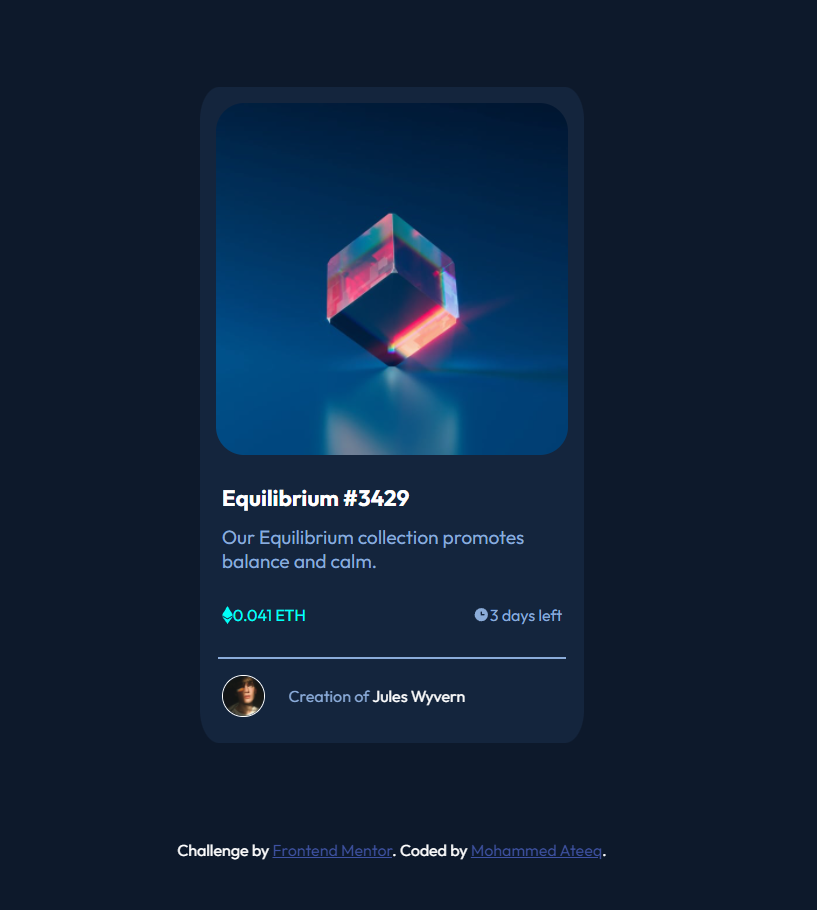 Equilibrium #3429
Our Equilibrium collection promotes
balance and calm.
0.041 ETH
3 days left
Creation of Jules Wyvern
Challenge by Frontend Mentor. Coded by Mohammed Ateeq.